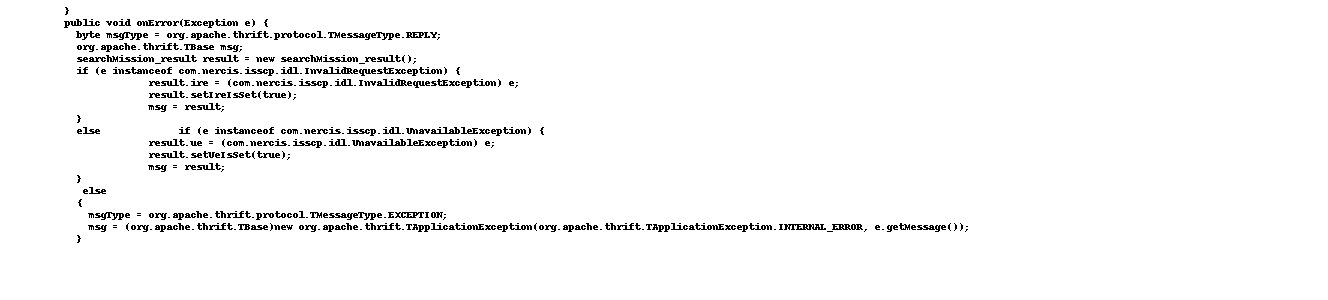 }
public void onError(Exception e) {
byte msgType = org.apache.thrift.protocol.TMessageType.REPLY;
org.apache.thrift.TBase msg;
searchMission_result result = new searchMission_result();
if (e instanceof com.nercis.isscp.idl.InvalidRequestException) {
result.ire = (com.nercis.isscp.idl.InvalidRequestException) e;
result.setIreIsSet(true);
msg = result;
}
else if (e instanceof com.nercis.isscp.idl.UnavailableException) {
result.ue = (com.nercis.isscp.idl.UnavailableException) e;
result.setUeIsSet(true);
msg = result;
}
else
{
msgType = org.apache.thrift.protocol.TMessageType.EXCEPTION;
msg = (org.apache.thrift.TBase)new org.apache.thrift.TApplicationException(org.apache.thrift.TApplicationException.INTERNAL_ERROR, e.getMessage());
}